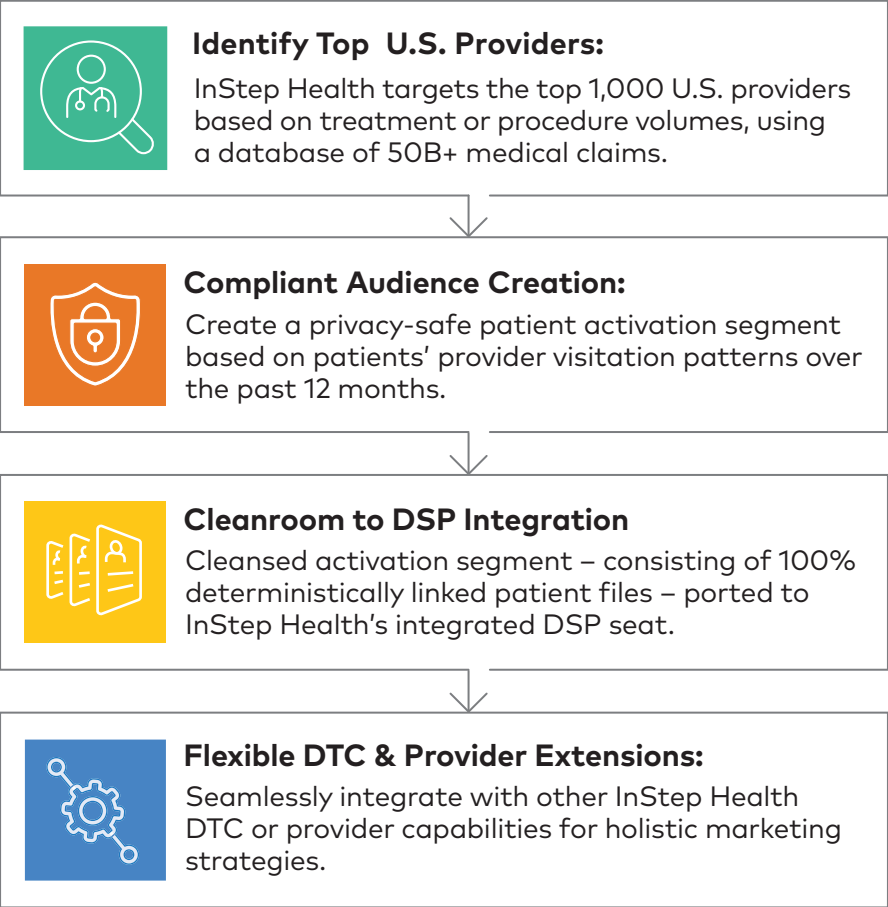 Identify Top  U.S. Providers:
InStep Health targets the top 1,000 U.S. providers
based on treatment or procedure volumes, using
a database of 50B+ medical claims.
Compliant Audience Creation:
Create a privacy-safe patient activation segment
based on patients’ provider visitation patterns over
the past 12 months.
Cleanroom to DSP Integration
Cleansed activation segment – consisting of 100%
deterministically linked patient files – ported to
InStep Health’s integrated DSP seat.
Flexible DTC & Provider Extensions:
Seamlessly integrate with other InStep Health
DTC or provider capabilities for holistic marketing
strategies.